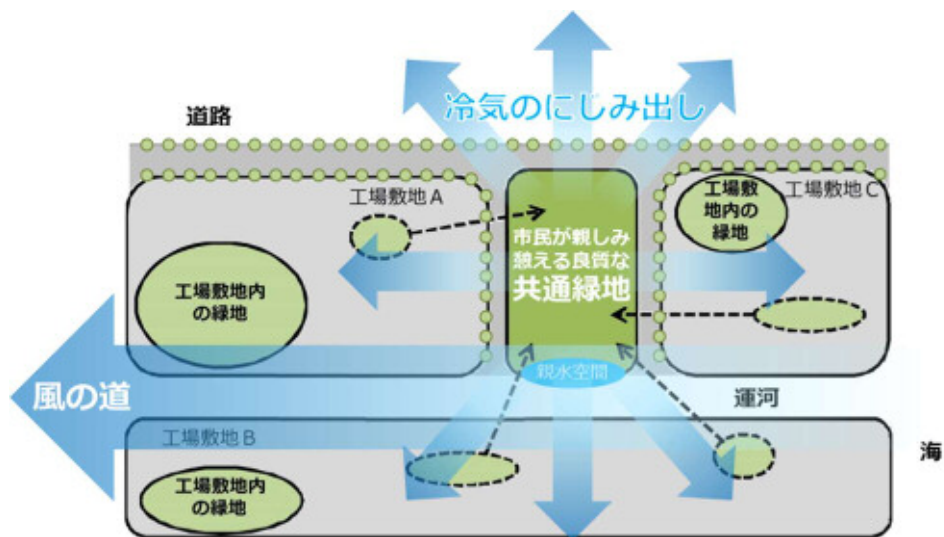 冷気のにじみ出し
道路
工場敷地A
工場敷
地内の
緑地
工場敷地C
市民が親しみ
憩える良質な
共通緑地
工場敷地内
の緑地
親水空間
風の道
運河
工場敷地B
海
工場敷地内
の緑地